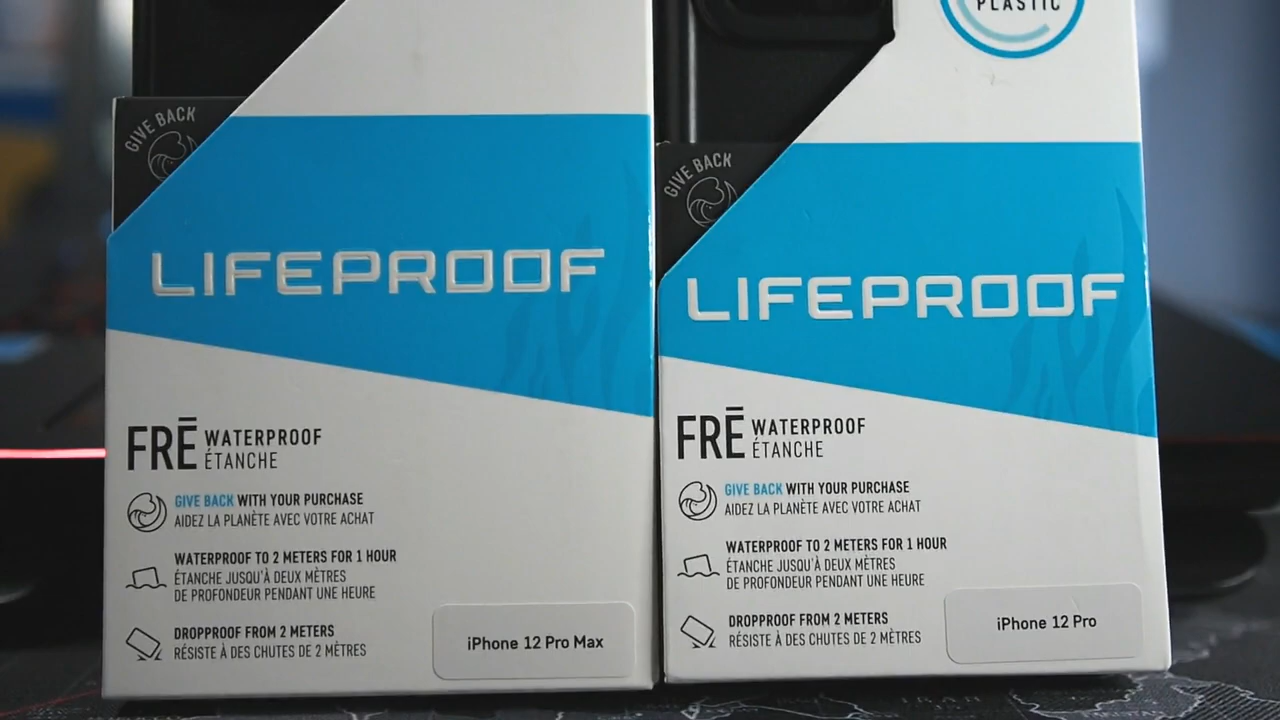 GIVE BACK
LIFEPROOF
FRĒ WATERPROOF
ÉTANCHE
GIVE BACK WITH YOUR PURCHASE
AIDEZ LA PLANÈTE AVEC VOTRE ACHAT
WATERPROOF TO 2 METERS FOR 1 HOUR
ÉTANCHE JUSQU'À DEUX MÈTRES
DE PROFONDEUR PENDANT UNE HEURE
DROPPROOF FROM 2 METERS
RÉSISTE À DES CHUTES DE 2 MÈTRES
iPhone 12 Pro Max
PLASTIC
GIVE BACK
LIFEPROOF
FRĒ WATERPROOF
ÉTANCHE
GIVE BACK WITH YOUR PURCHASE
AIDEZ LA PLANÈTE AVEC VOTRE ACHAT
WATERPROOF TO 2 METERS FOR 1 HOUR
ÉTANCHE JUSQU'À DEUX MÈTRES
DE PROFONDEUR PENDANT UNE HEURE
DROPPROOF FROM 2 METERS
RÉSISTE À DES CHUTES DE 2 MÈTRES
iPhone 12 Pro